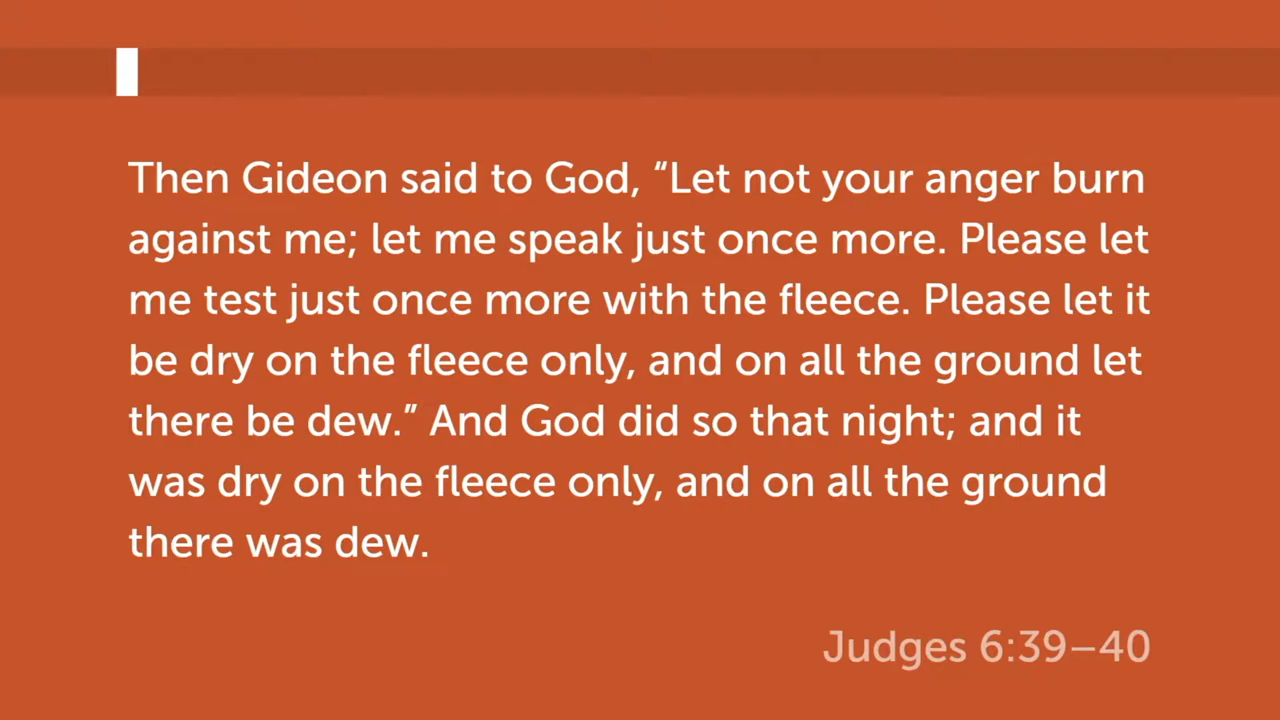 Then Gideon said to God, “Let not your anger burn
against me; let me speak just once more. Please let
me test just once more with the fleece. Please let it
be dry on the fleece only, and on all the ground let
there be dew.” And God did so that night; and it
was dry on the fleece only, and on all the ground
there was dew.
Judges 6:39–40